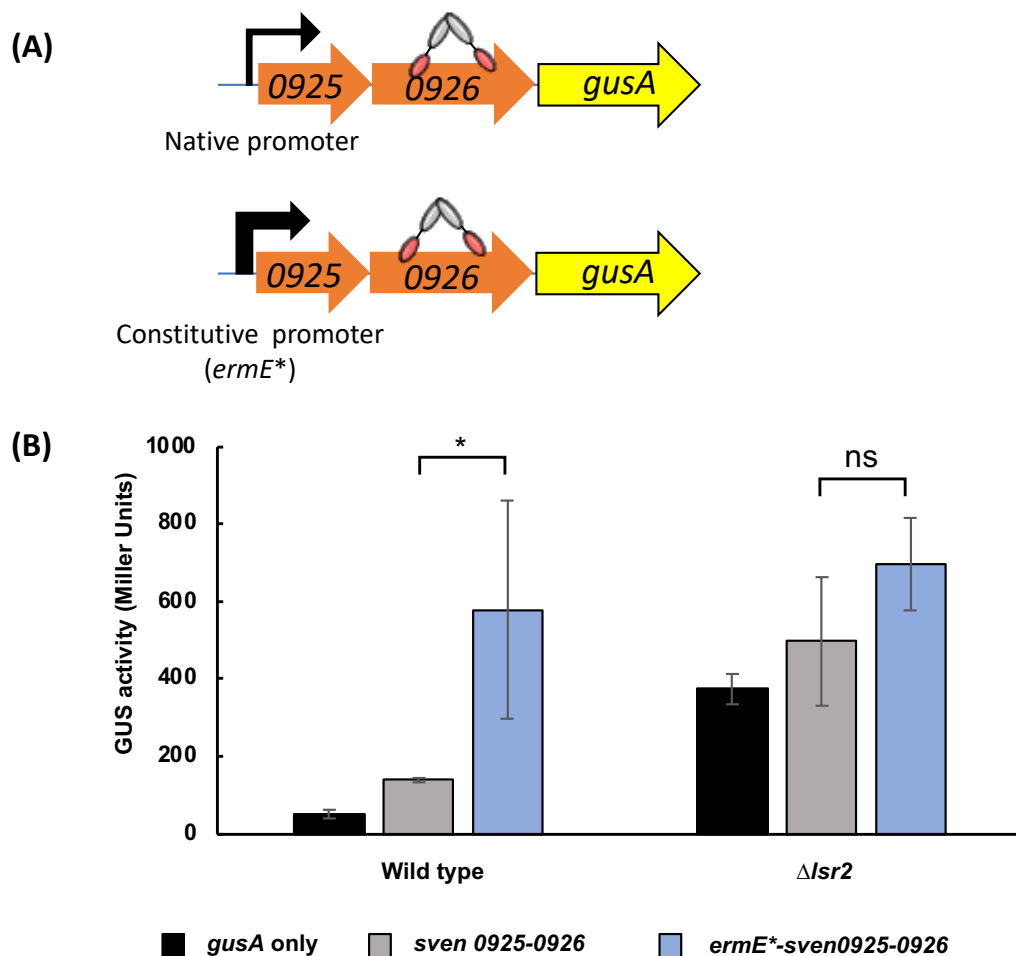 (A)
0925 0926 gusA
Native promoter
0925 0926 gusA
Constitutive promoter
(ermE*)
(B)
GUS activity (Miller Units)
1000
800
600
400
200
0
*
ns
Wild type
Δlsr2
gusA only
sven 0925-0926
ermE*-sven0925-0926